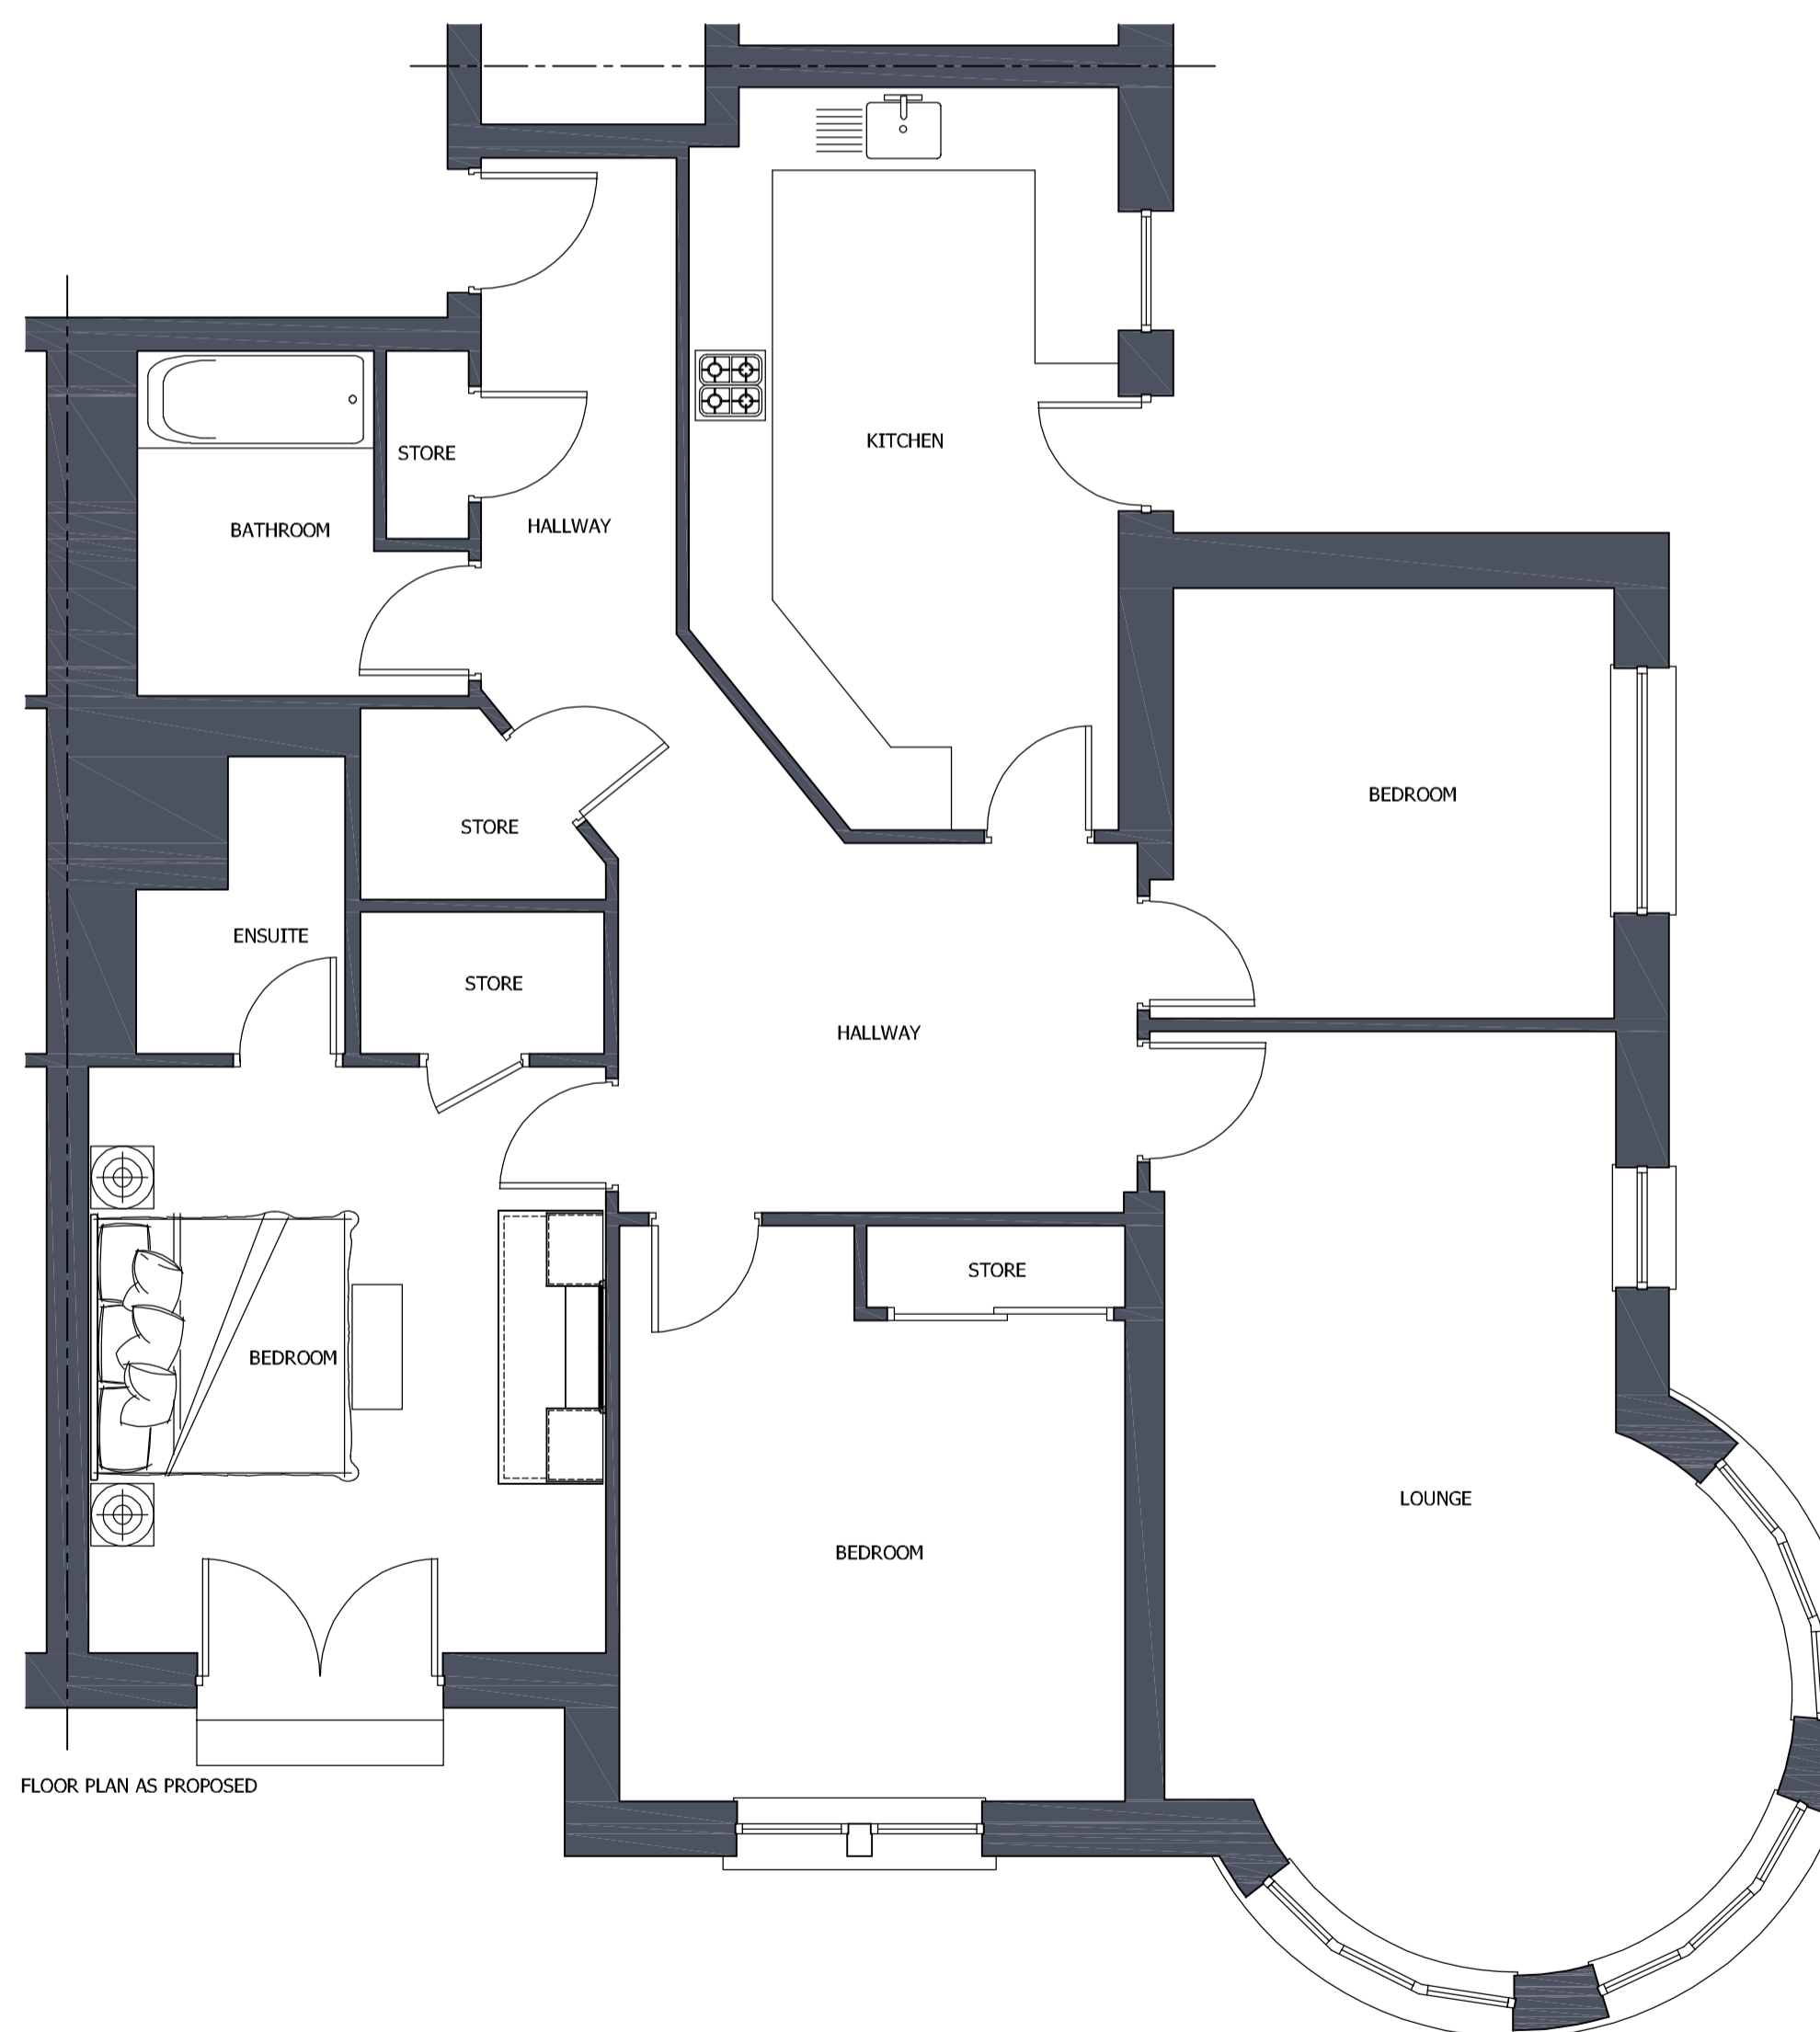 STORE
KITCHEN
BATHROOM
HALLWAY
BEDROOM
STORE
ENSUITE
STORE
HALLWAY
STORE
BEDROOM
LOUNGE
BEDROOM
FLOOR PLAN AS PROPOSED